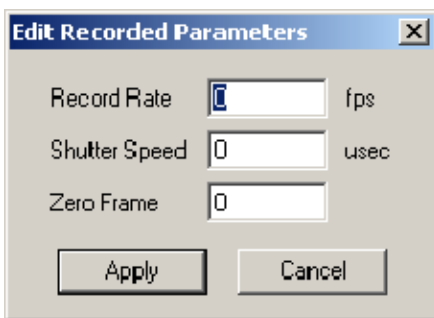 Edit Recorded Parameters
Record Rate 0 fps
Shutter Speed 0 usec
Zero Frame 0
Apply Cancel